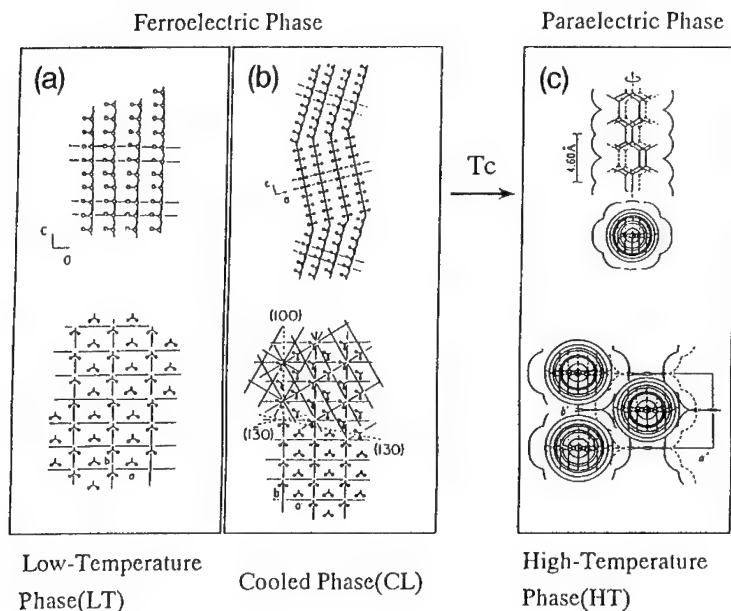 Ferroelectric Phase
Paraelectric Phase
(a)
(b)
(c)
4.60Å
c
a
c
a
Tc
(100)
(130)
(130)
b
a
b
a
b'
a'
Low-Temperature
Phase(LT)
Cooled Phase(CL)
High-Temperature
Phase(HT)